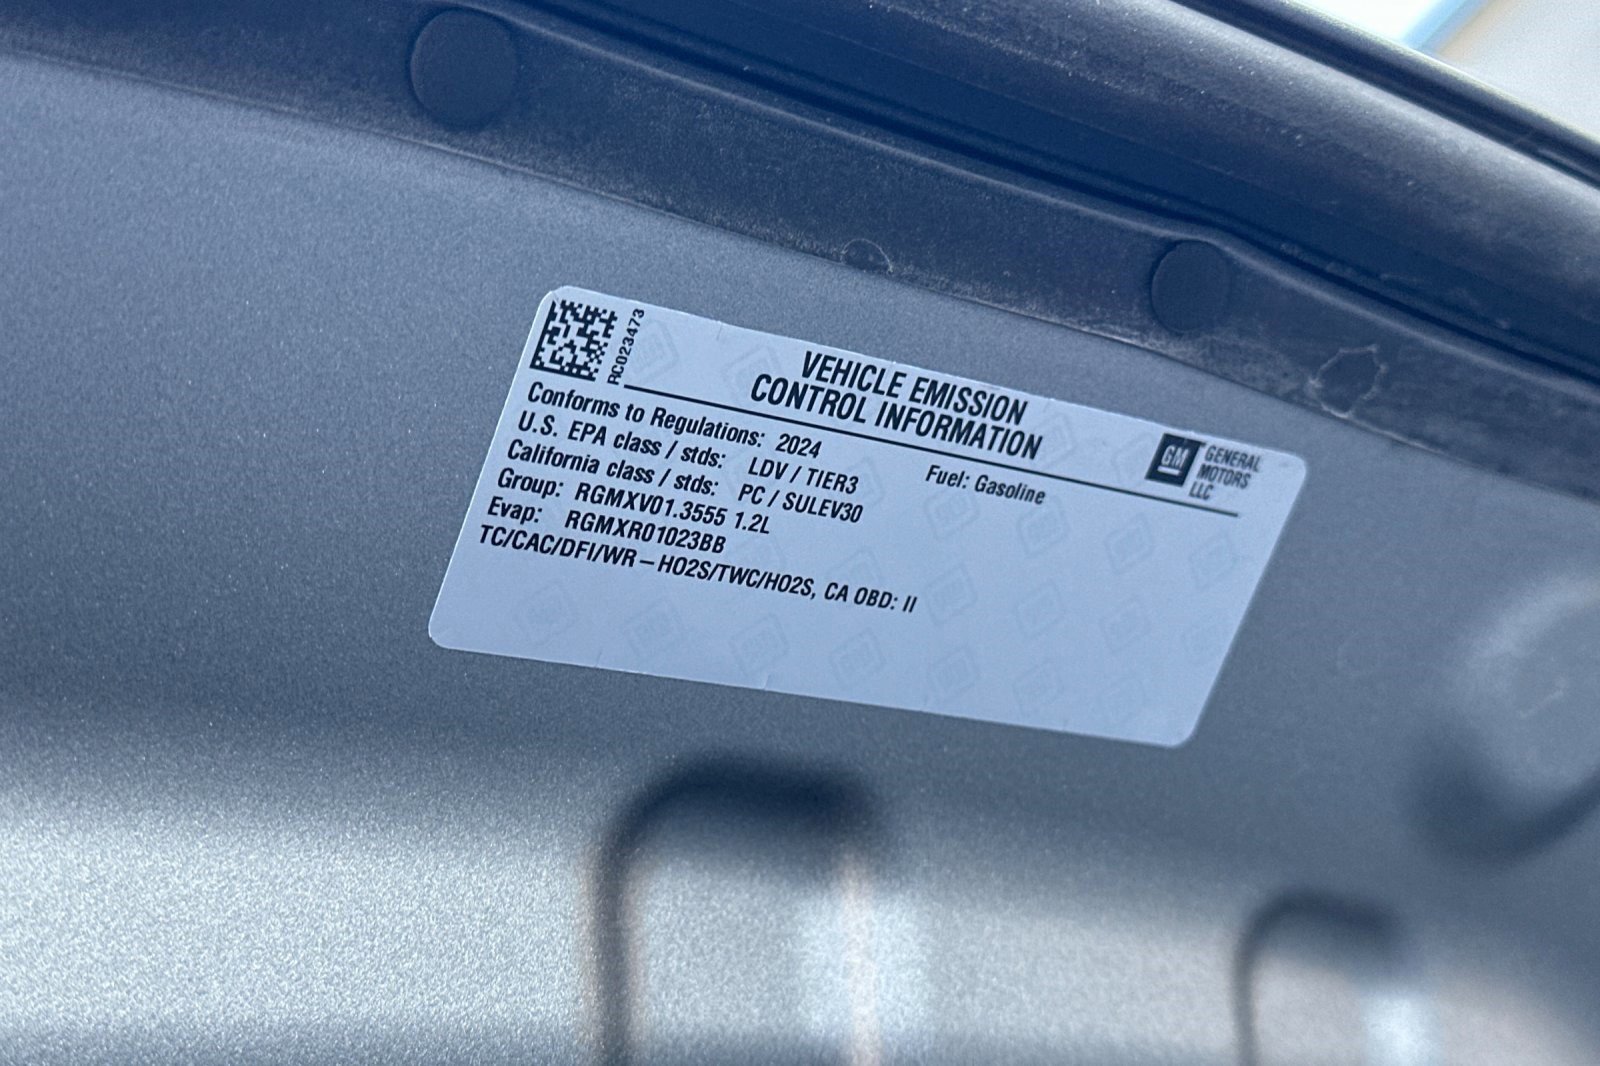 RC023473
VEHICLE EMISSION
CONTROL INFORMATION
GM
GENERAL
MOTORS
LLC
Conforms to Regulations: 2024
Fuel: Gasoline
U.S. EPA class / stds: LDV / TIER3
California class / stds: PC / SULEV30
Group: RGMXV01.3555 1.2L
Evap: RGMXR01023BB
TC/CAC/DFI/WR – HO2S/TWC/HO2S, CA OBD: II